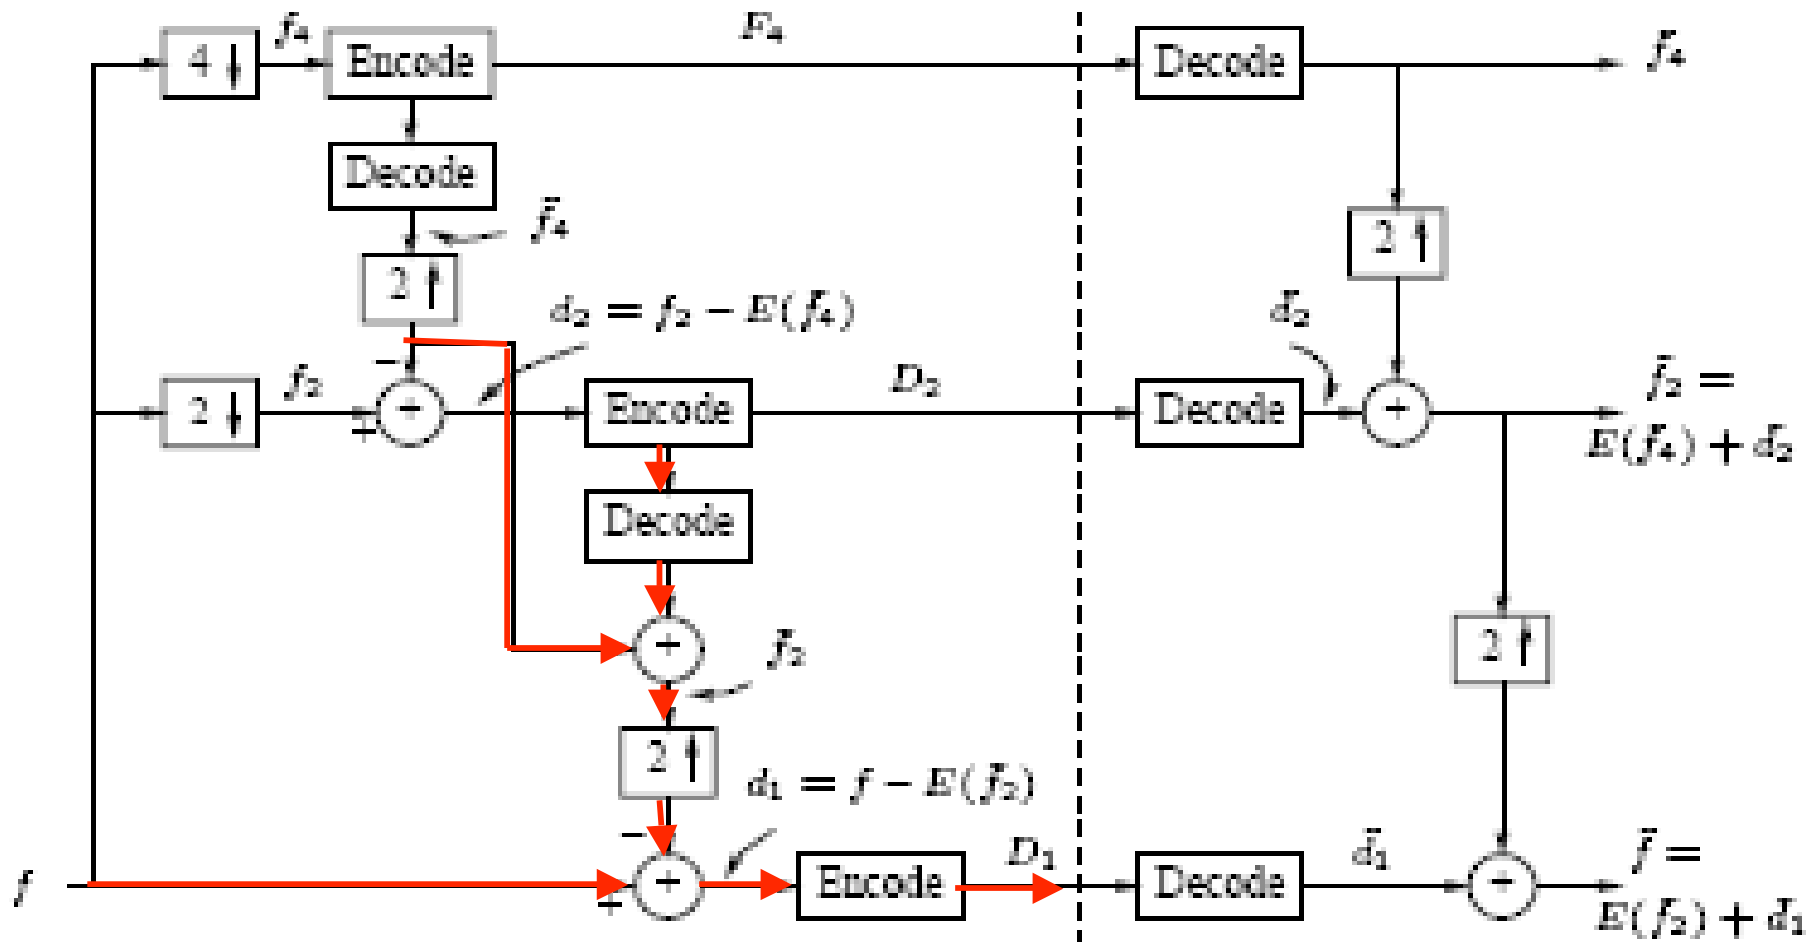 4 ↓ f₄ Encode F₄ Decode f̃₄
Decode
f̃₄
2 ↑ 2 ↑
d₂ = f₂ − E(f̃₄) d̃₂
−
2 ↓ f₂ + + Encode D₂ Decode + f̃₂ =
E(f̃₄) + d̃₂
Decode
+ f̃₂ 2 ↑
2 ↑ d₁ = f − E(f̃₂)
−
f + + Encode D₁ Decode d̃₁ + f̃ =
E(f̃₂) + d̃₁